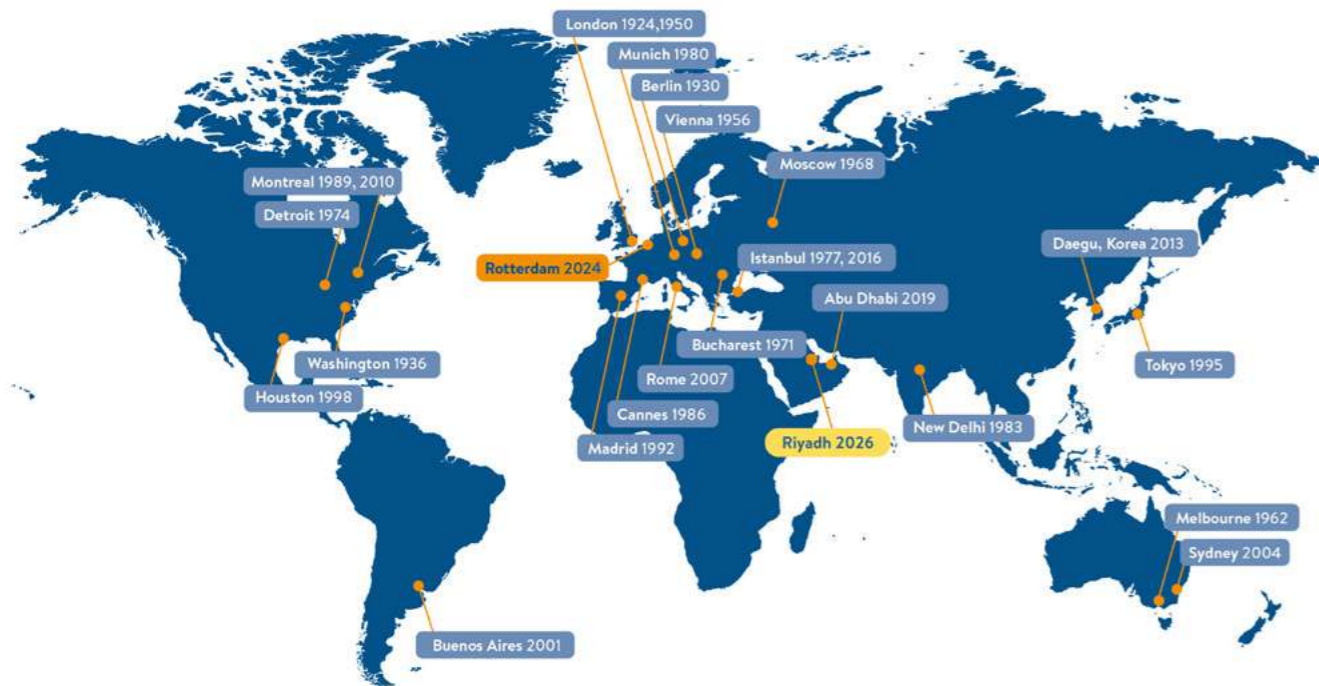 London 1924,1950
Munich 1980
Berlin 1930
Vienna 1956
Moscow 1968
Montreal 1989, 2010
Detroit 1974
Daegu, Korea 2013
Rotterdam 2024
Istanbul 1977, 2016
Abu Dhabi 2019
Bucharest 1971
Washington 1936
Tokyo 1995
Rome 2007
Houston 1998
Cannes 1986
New Delhi 1983
Riyadh 2026
Madrid 1992
Melbourne 1962
Sydney 2004
Buenos Aires 2001